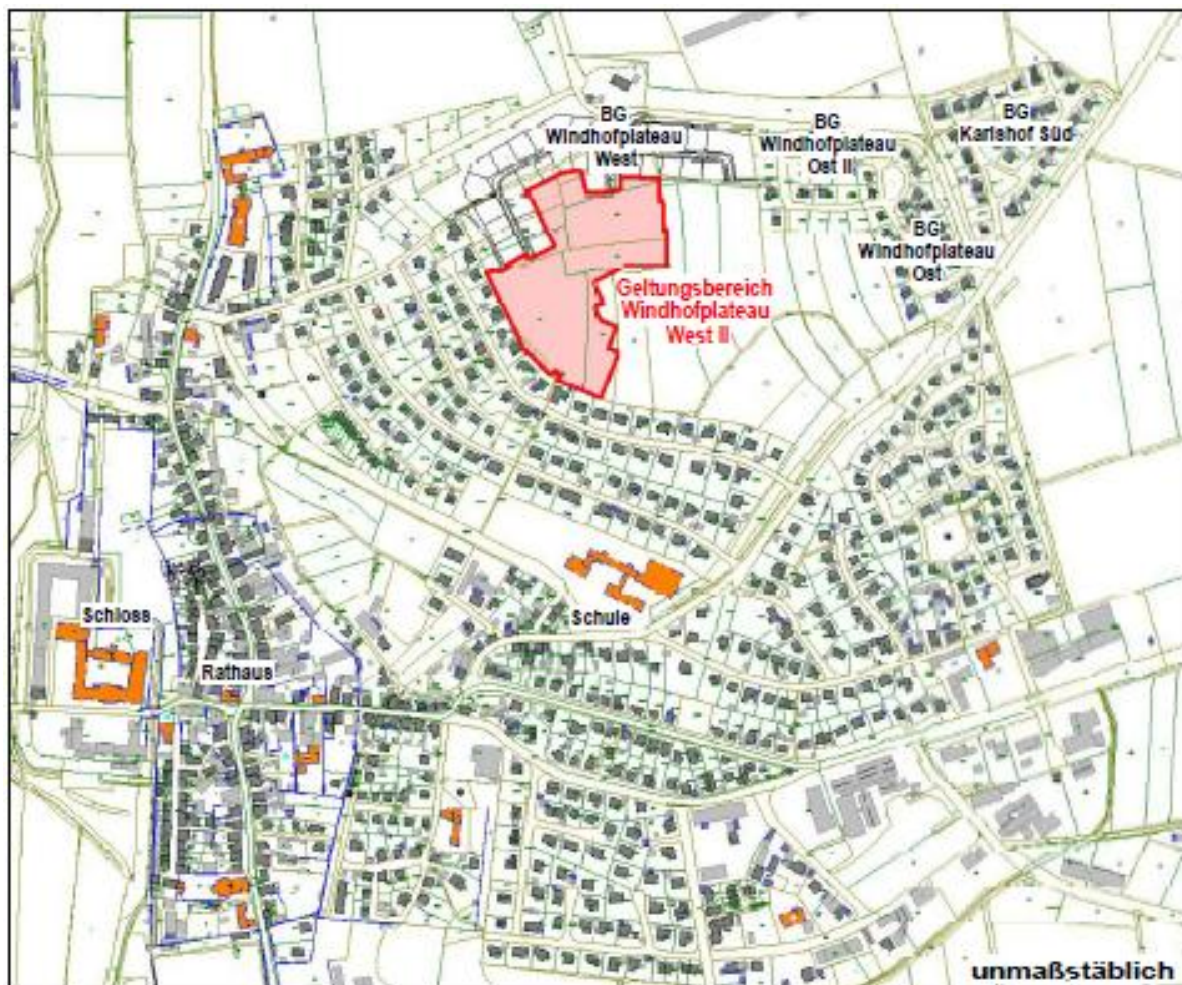 BG
Windhofplateau
West
BG
Windhofplateau
Ost II
BG
Karlshof Süd
BG
Windhofplateau
Ost
Geltungsbereich
Windhofplateau
West II
Schloss
Schule
Rathaus
unmaßstäblich